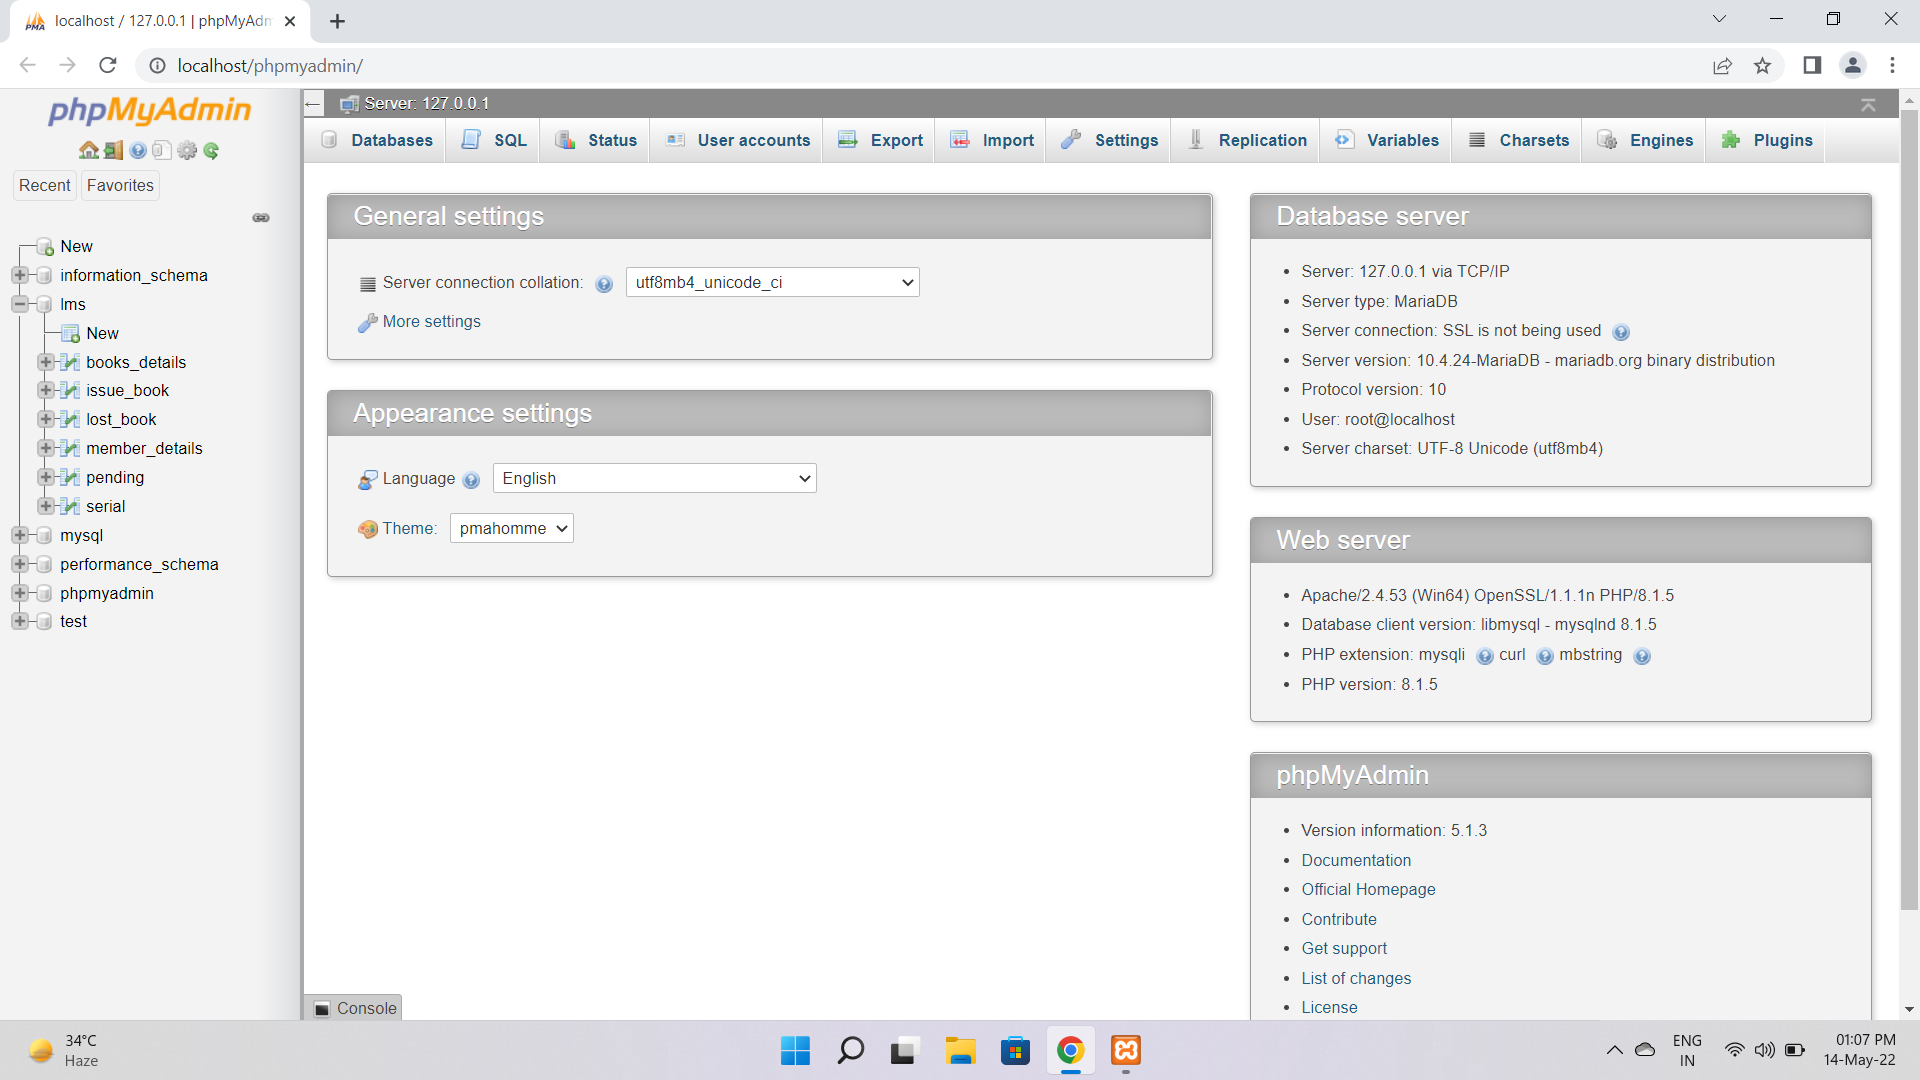 localhost / 127.0.0.1 | phpMyAdm
localhost/phpmyadmin/
phpMyAdmin
Recent
Favorites
New
information_schema
lms
New
books_details
issue_book
lost_book
member_details
pending
serial
mysql
performance_schema
phpmyadmin
test
Server: 127.0.0.1
Databases
SQL
Status
User accounts
Export
Import
Settings
Replication
Variables
Charsets
Engines
Plugins
General settings
Server connection collation:
utf8mb4_unicode_ci
More settings
Appearance settings
Language
English
Theme:
pmahomme
Database server
Server: 127.0.0.1 via TCP/IP
Server type: MariaDB
Server connection: SSL is not being used
Server version: 10.4.24-MariaDB - mariadb.org binary distribution
Protocol version: 10
User: root@localhost
Server charset: UTF-8 Unicode (utf8mb4)
Web server
Apache/2.4.53 (Win64) OpenSSL/1.1.1n PHP/8.1.5
Database client version: libmysql - mysqlnd 8.1.5
PHP extension: mysqli curl mbstring
PHP version: 8.1.5
phpMyAdmin
Version information: 5.1.3
Documentation
Official Homepage
Contribute
Get support
List of changes
License
Console
34°C
Haze
ENG
IN
01:07 PM
14-May-22